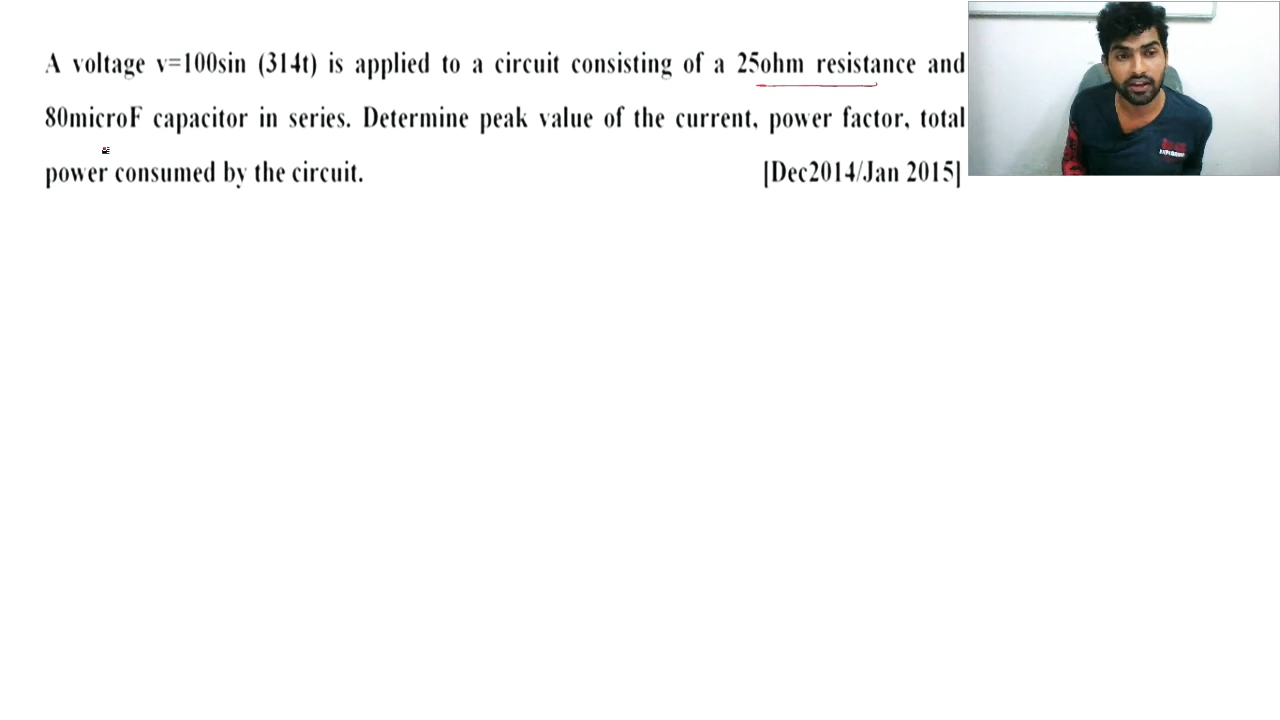 A voltage v=100sin (314t) is applied to a circuit consisting of a 25ohm resistance and
80microF capacitor in series. Determine peak value of the current, power factor, total
power consumed by the circuit. [Dec2014/Jan 2015]